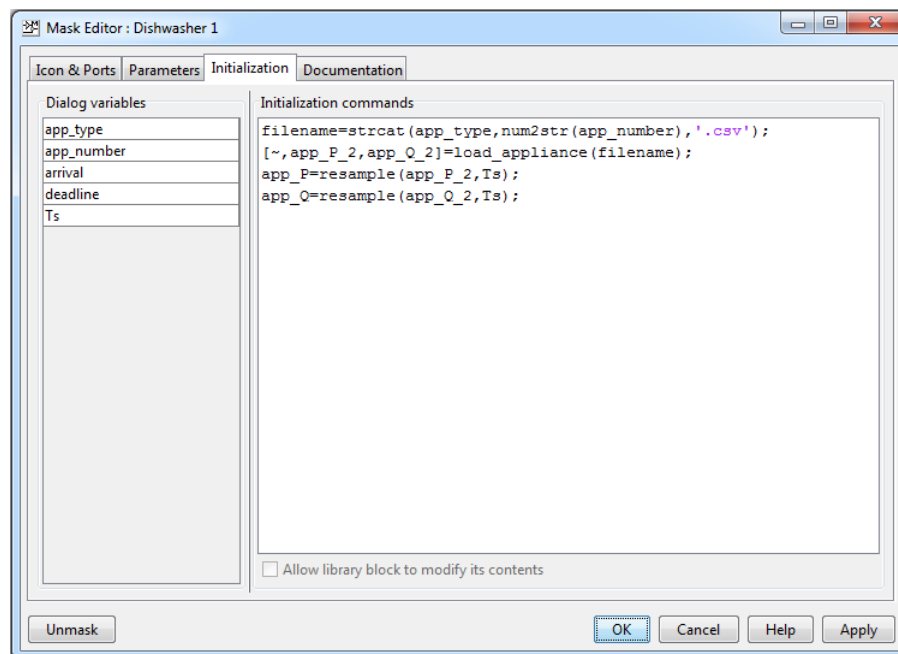 Mask Editor : Dishwasher 1
Icon & Ports
Parameters
Initialization
Documentation
Dialog variables
app_type
app_number
arrival
deadline
Ts
Initialization commands
filename=strcat(app_type,num2str(app_number),'.csv');
[~,app_P_2,app_Q_2]=load_appliance(filename);
app_P=resample(app_P_2,Ts);
app_Q=resample(app_Q_2,Ts);
Allow library block to modify its contents
Unmask
OK
Cancel
Help
Apply